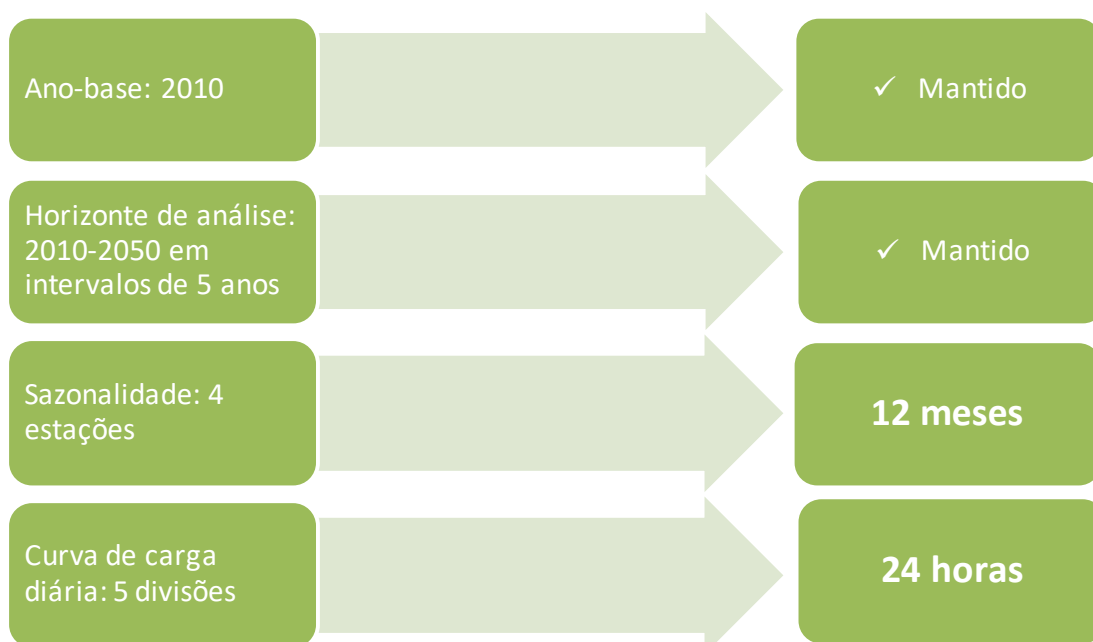 Ano-base: 2010
✓ Mantido
Horizonte de análise:
2010-2050 em
intervalos de 5 anos
✓ Mantido
Sazonalidade: 4
estações
12 meses
Curva de carga
diária: 5 divisões
24 horas